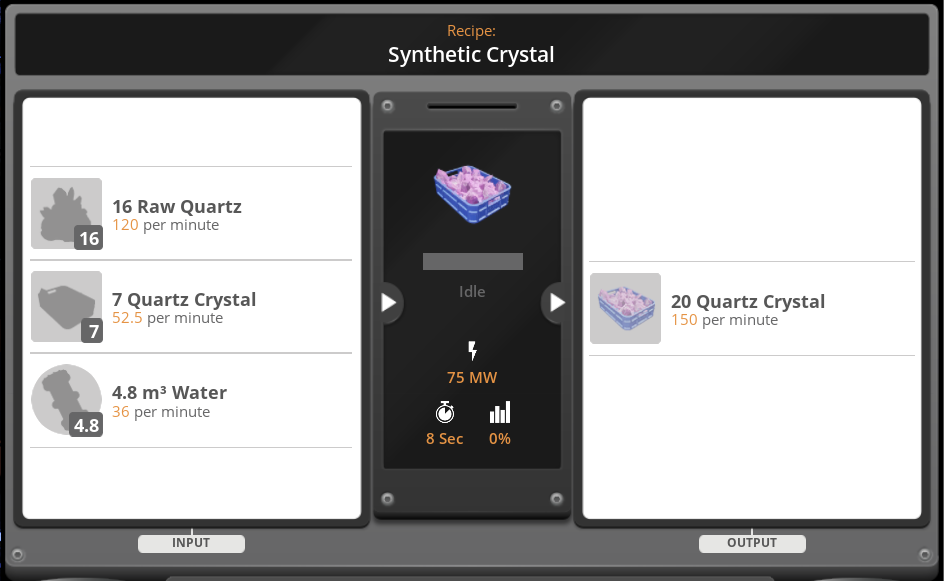 Recipe:
Synthetic Crystal
16 Raw Quartz
120 per minute
16
7 Quartz Crystal
52.5 per minute
7
4.8 m³ Water
36 per minute
4.8
INPUT
Idle
75 MW
8 Sec
0%
20 Quartz Crystal
150 per minute
OUTPUT